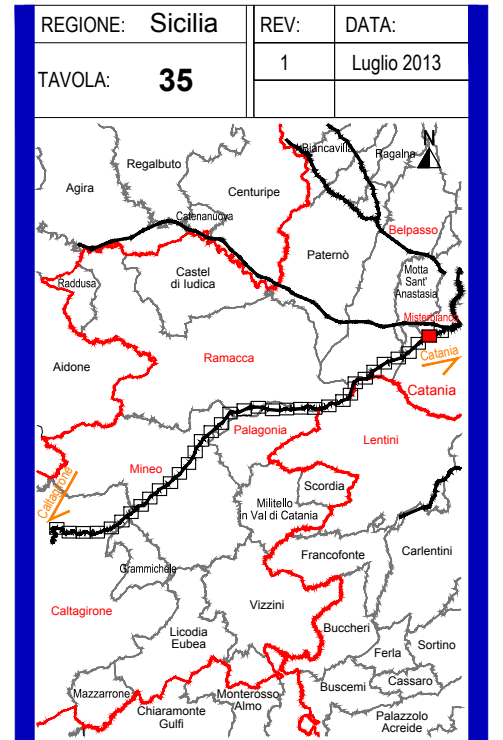 REGIONE: Sicilia REV: DATA:
TAVOLA: 35 1 Luglio 2013
N
Biancavilla
Ragalna
Regalbuto
Agira
Centuripe
Catenanuova
Belpasso
Paternò
Motta
Sant'
Anastasia
Castel
di Iudica
Raddusa
Misterbianco
Ramacca
Catania
Aidone
Catania
Palagonia
Lentini
Mineo
Scordia
Caltagirone
Militello
in Val di Catania
Francofonte
Carlentini
Grammichele
Vizzini
Caltagirone
Buccheri
Licodia
Eubea
Ferla
Sortino
Cassaro
Buscemi
Mazzarrone
Monterosso
Almo
Chiaramonte
Gulfi
Palazzolo
Acreide